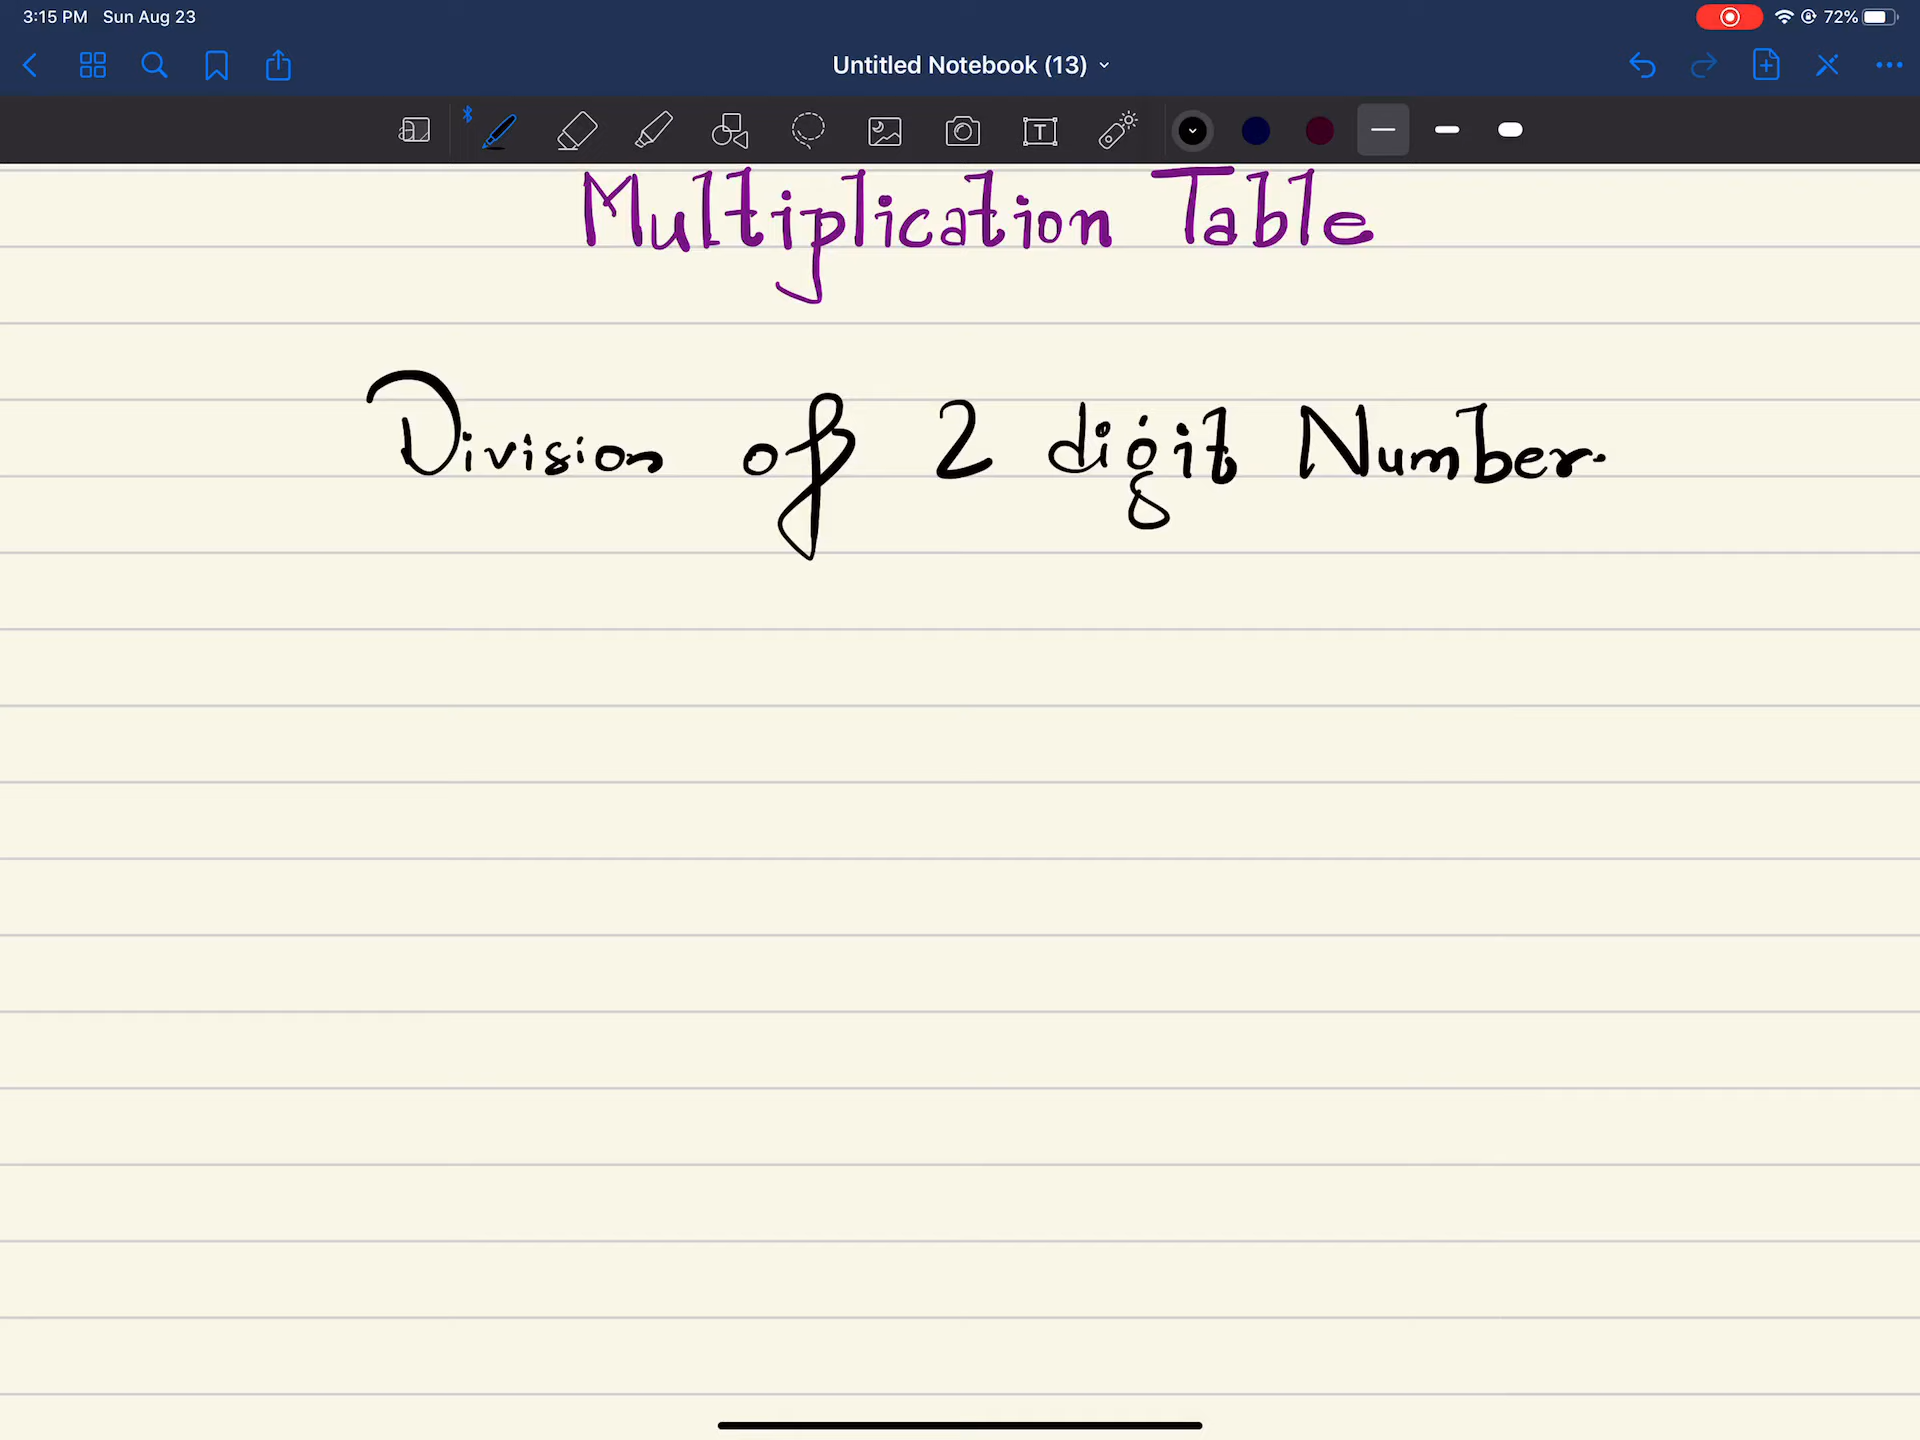 3:15 PM Sun Aug 23
72%
Untitled Notebook (13)
Multiplication Table
Division of 2 digit Number.